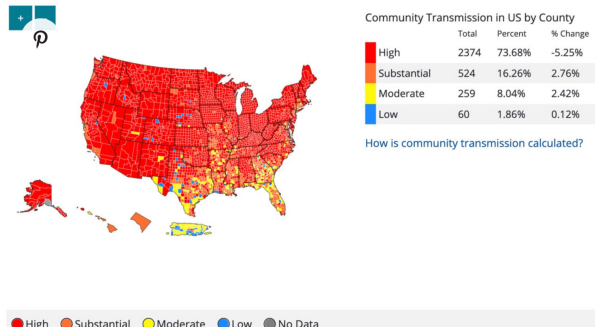 Community Transmission in US by County
Total Percent % Change
High 2374 73.68% -5.25%
Substantial 524 16.26% 2.76%
Moderate 259 8.04% 2.42%
Low 60 1.86% 0.12%
How is community transmission calculated?
High Substantial Moderate Low No Data